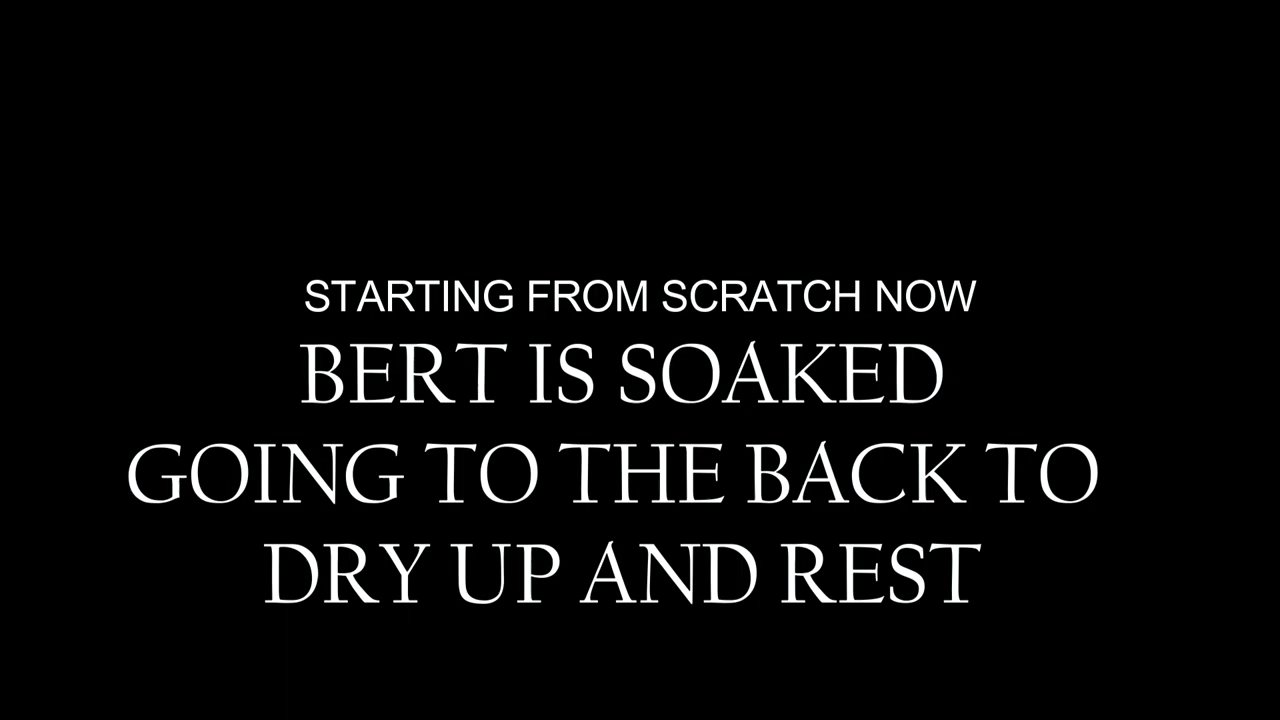 STARTING FROM SCRATCH NOW
BERT IS SOAKED
GOING TO THE BACK TO
DRY UP AND REST